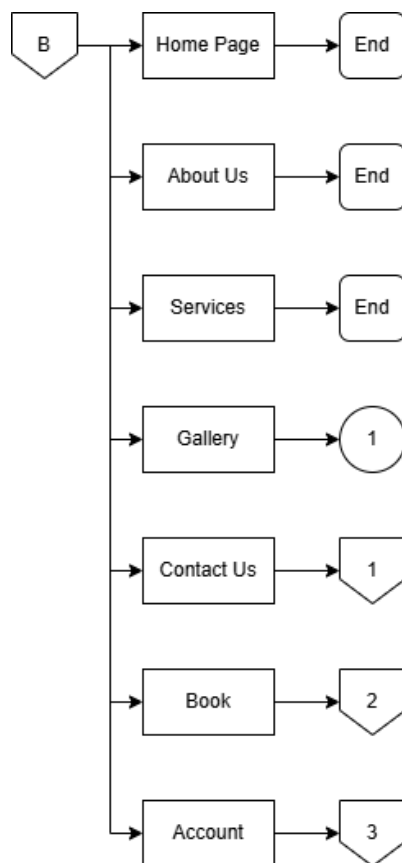 B
Home Page
End
About Us
End
Services
End
Gallery
1
Contact Us
1
Book
2
Account
3